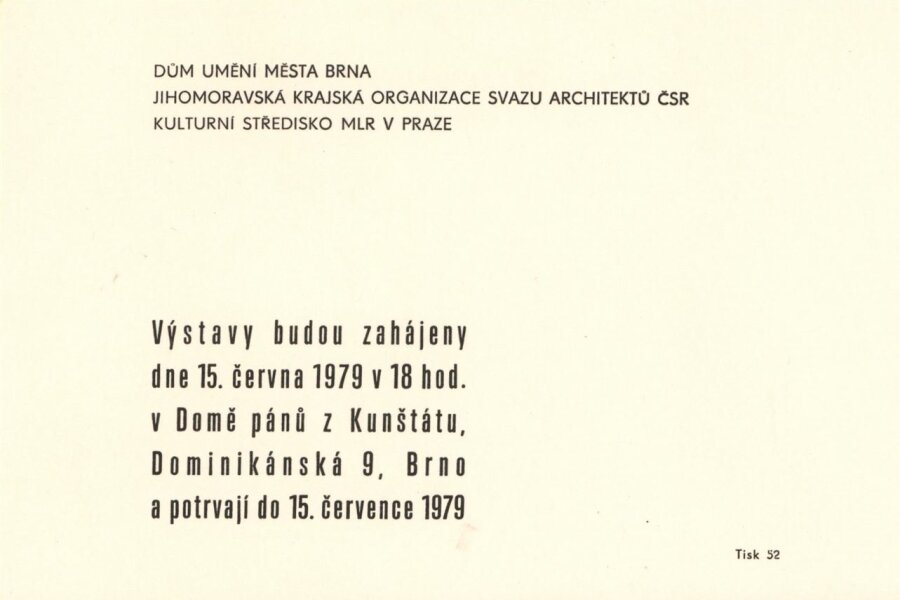 DŮM UMĚNÍ MĚSTA BRNA
JIHOMORAVSKÁ KRAJSKÁ ORGANIZACE SVAZU ARCHITEKTŮ ČSR
KULTURNÍ STŘEDISKO MLR V PRAZE
Výstavy budou zahájeny
dne 15. června 1979 v 18 hod.
v Domě pánů z Kunštátu,
Dominikánská 9, Brno
a potrvají do 15. července 1979
Tisk 52